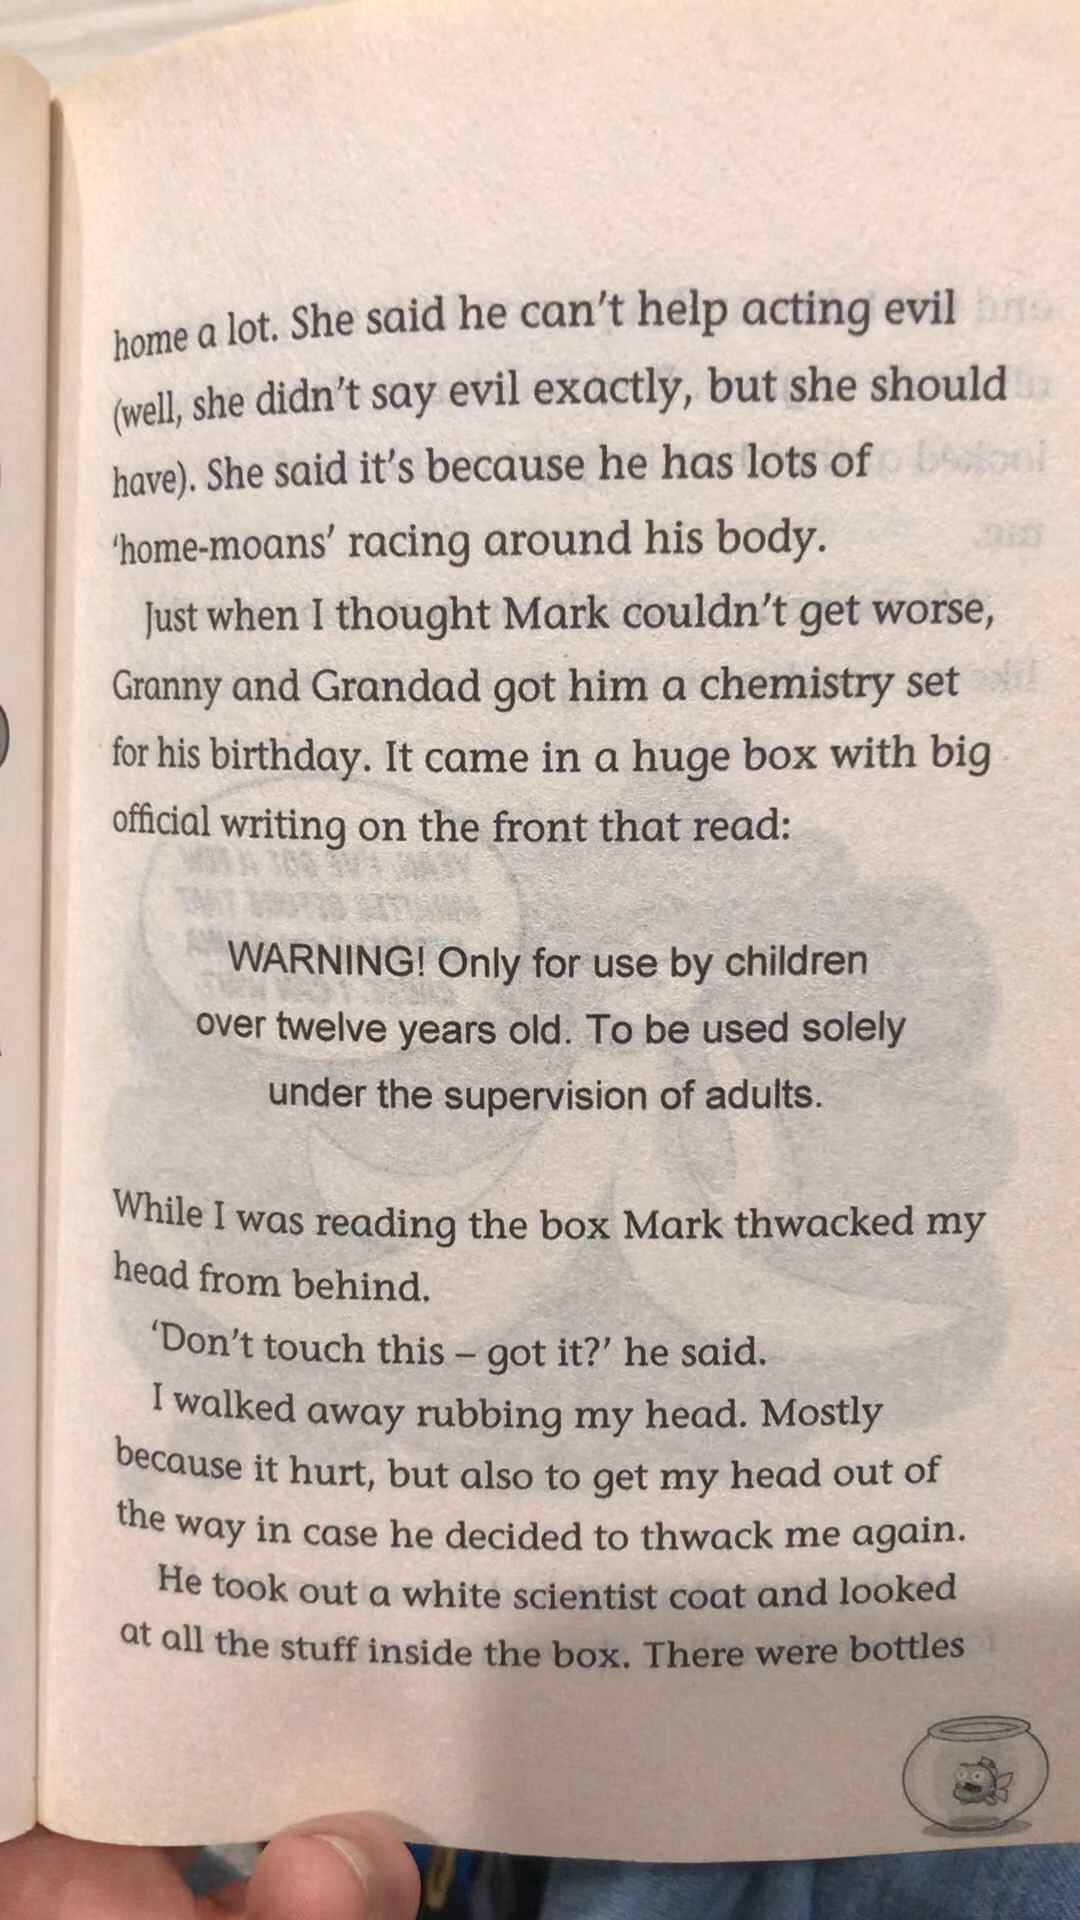 home a lot. She said he can't help acting evil
(well, she didn't say evil exactly, but she should
have). She said it's because he has lots of
'home-moans' racing around his body.
Just when I thought Mark couldn't get worse,
Granny and Grandad got him a chemistry set
for his birthday. It came in a huge box with big
official writing on the front that read:
WARNING! Only for use by children
over twelve years old. To be used solely
under the supervision of adults.
While I was reading the box Mark thwacked my
head from behind.
'Don't touch this – got it?' he said.
I walked away rubbing my head. Mostly
because it hurt, but also to get my head out of
the way in case he decided to thwack me again.
He took out a white scientist coat and looked
at all the stuff inside the box. There were bottles